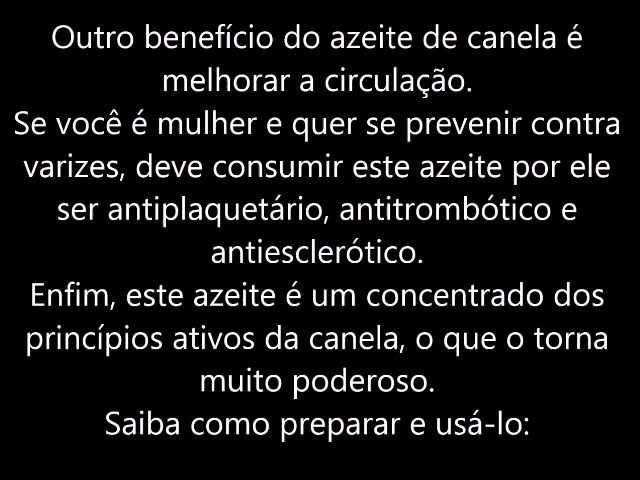 Outro benefício do azeite de canela é
melhorar a circulação.
Se você é mulher e quer se prevenir contra
varizes, deve consumir este azeite por ele
ser antiplaquetário, antitrombótico e
antiesclerótico.
Enfim, este azeite é um concentrado dos
princípios ativos da canela, o que o torna
muito poderoso.
Saiba como preparar e usá-lo: